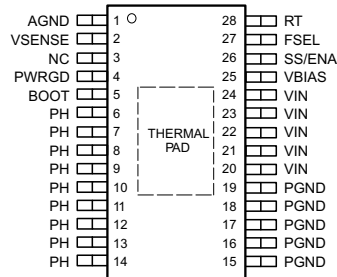 AGND 1 28 RT
VSENSE 2 27 FSEL
NC 3 26 SS/ENA
PWRGD 4 25 VBIAS
BOOT 5 24 VIN
PH 6 23 VIN
PH 7 THERMAL 22 VIN
PH 8 PAD 21 VIN
PH 9 20 VIN
PH 10 19 PGND
PH 11 18 PGND
PH 12 17 PGND
PH 13 16 PGND
PH 14 15 PGND